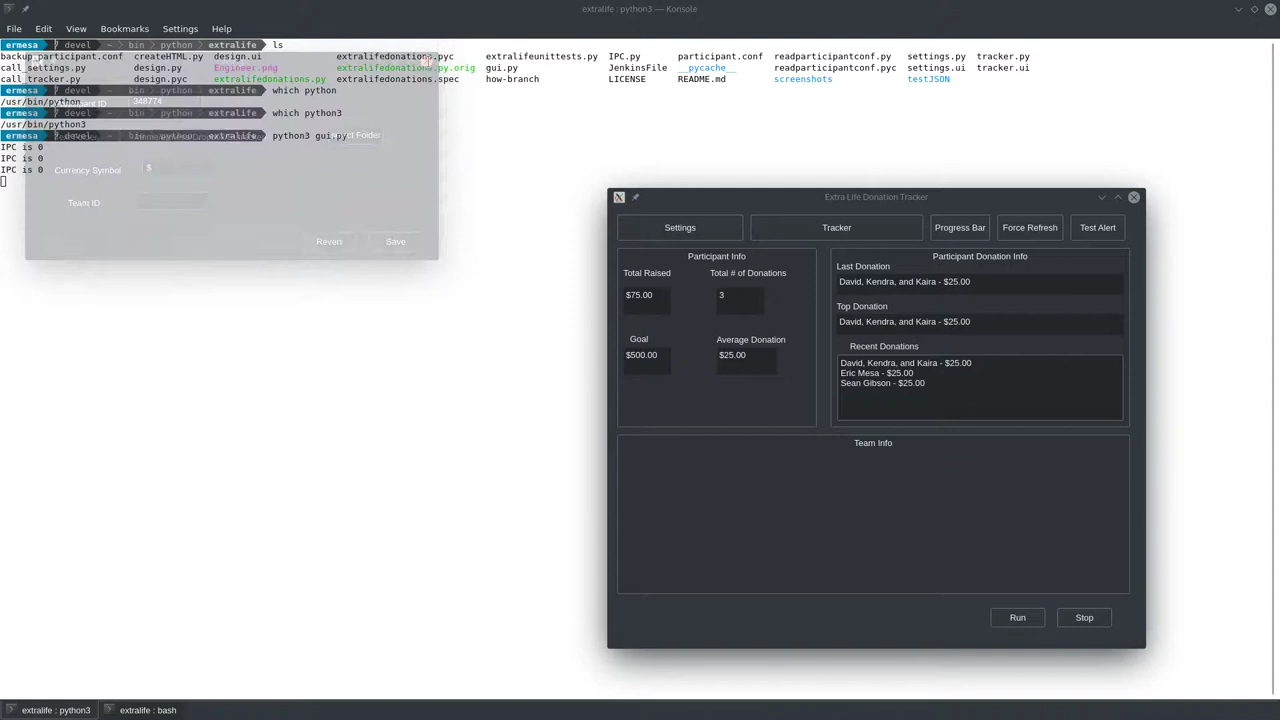 extralife : python3 — Konsole
File Edit View Bookmarks Settings Help
ermesa devel ~ bin python extralife ls
backup_participant.conf createHTML.py design.ui extralifedonations.pyc extralifeunittests.py IPC.py participant.conf readparticipantconf.py settings.py tracker.py
call_settings.py design.py Engineer.png extralifedonations.py.orig gui.py JenkinsFile __pycache__ readparticipantconf.pyc settings.ui tracker.ui
call_tracker.py design.pyc extralifedonations.py extralifedonations.spec how-branch LICENSE README.md screenshots testJSON
ermesa devel ~ bin python extralife which python
/usr/bin/python
ID 348774
ermesa devel ~ bin python extralife which python3
/usr/bin/python3
ermesa devel ~ bin python extralife python3 gui.py
Folder
IPC is 0
IPC is 0
IPC is 0
Currency Symbol $
Team ID
Revert Save
Extra Life Donation Tracker
Settings Tracker Progress Bar Force Refresh Test Alert
Participant Info
Total Raised Total # of Donations
$75.00 3
Goal Average Donation
$500.00 $25.00
Participant Donation Info
Last Donation
David, Kendra, and Kaira - $25.00
Top Donation
David, Kendra, and Kaira - $25.00
Recent Donations
David, Kendra, and Kaira - $25.00
Eric Mesa - $25.00
Sean Gibson - $25.00
Team Info
Run Stop
extralife : python3 extralife : bash